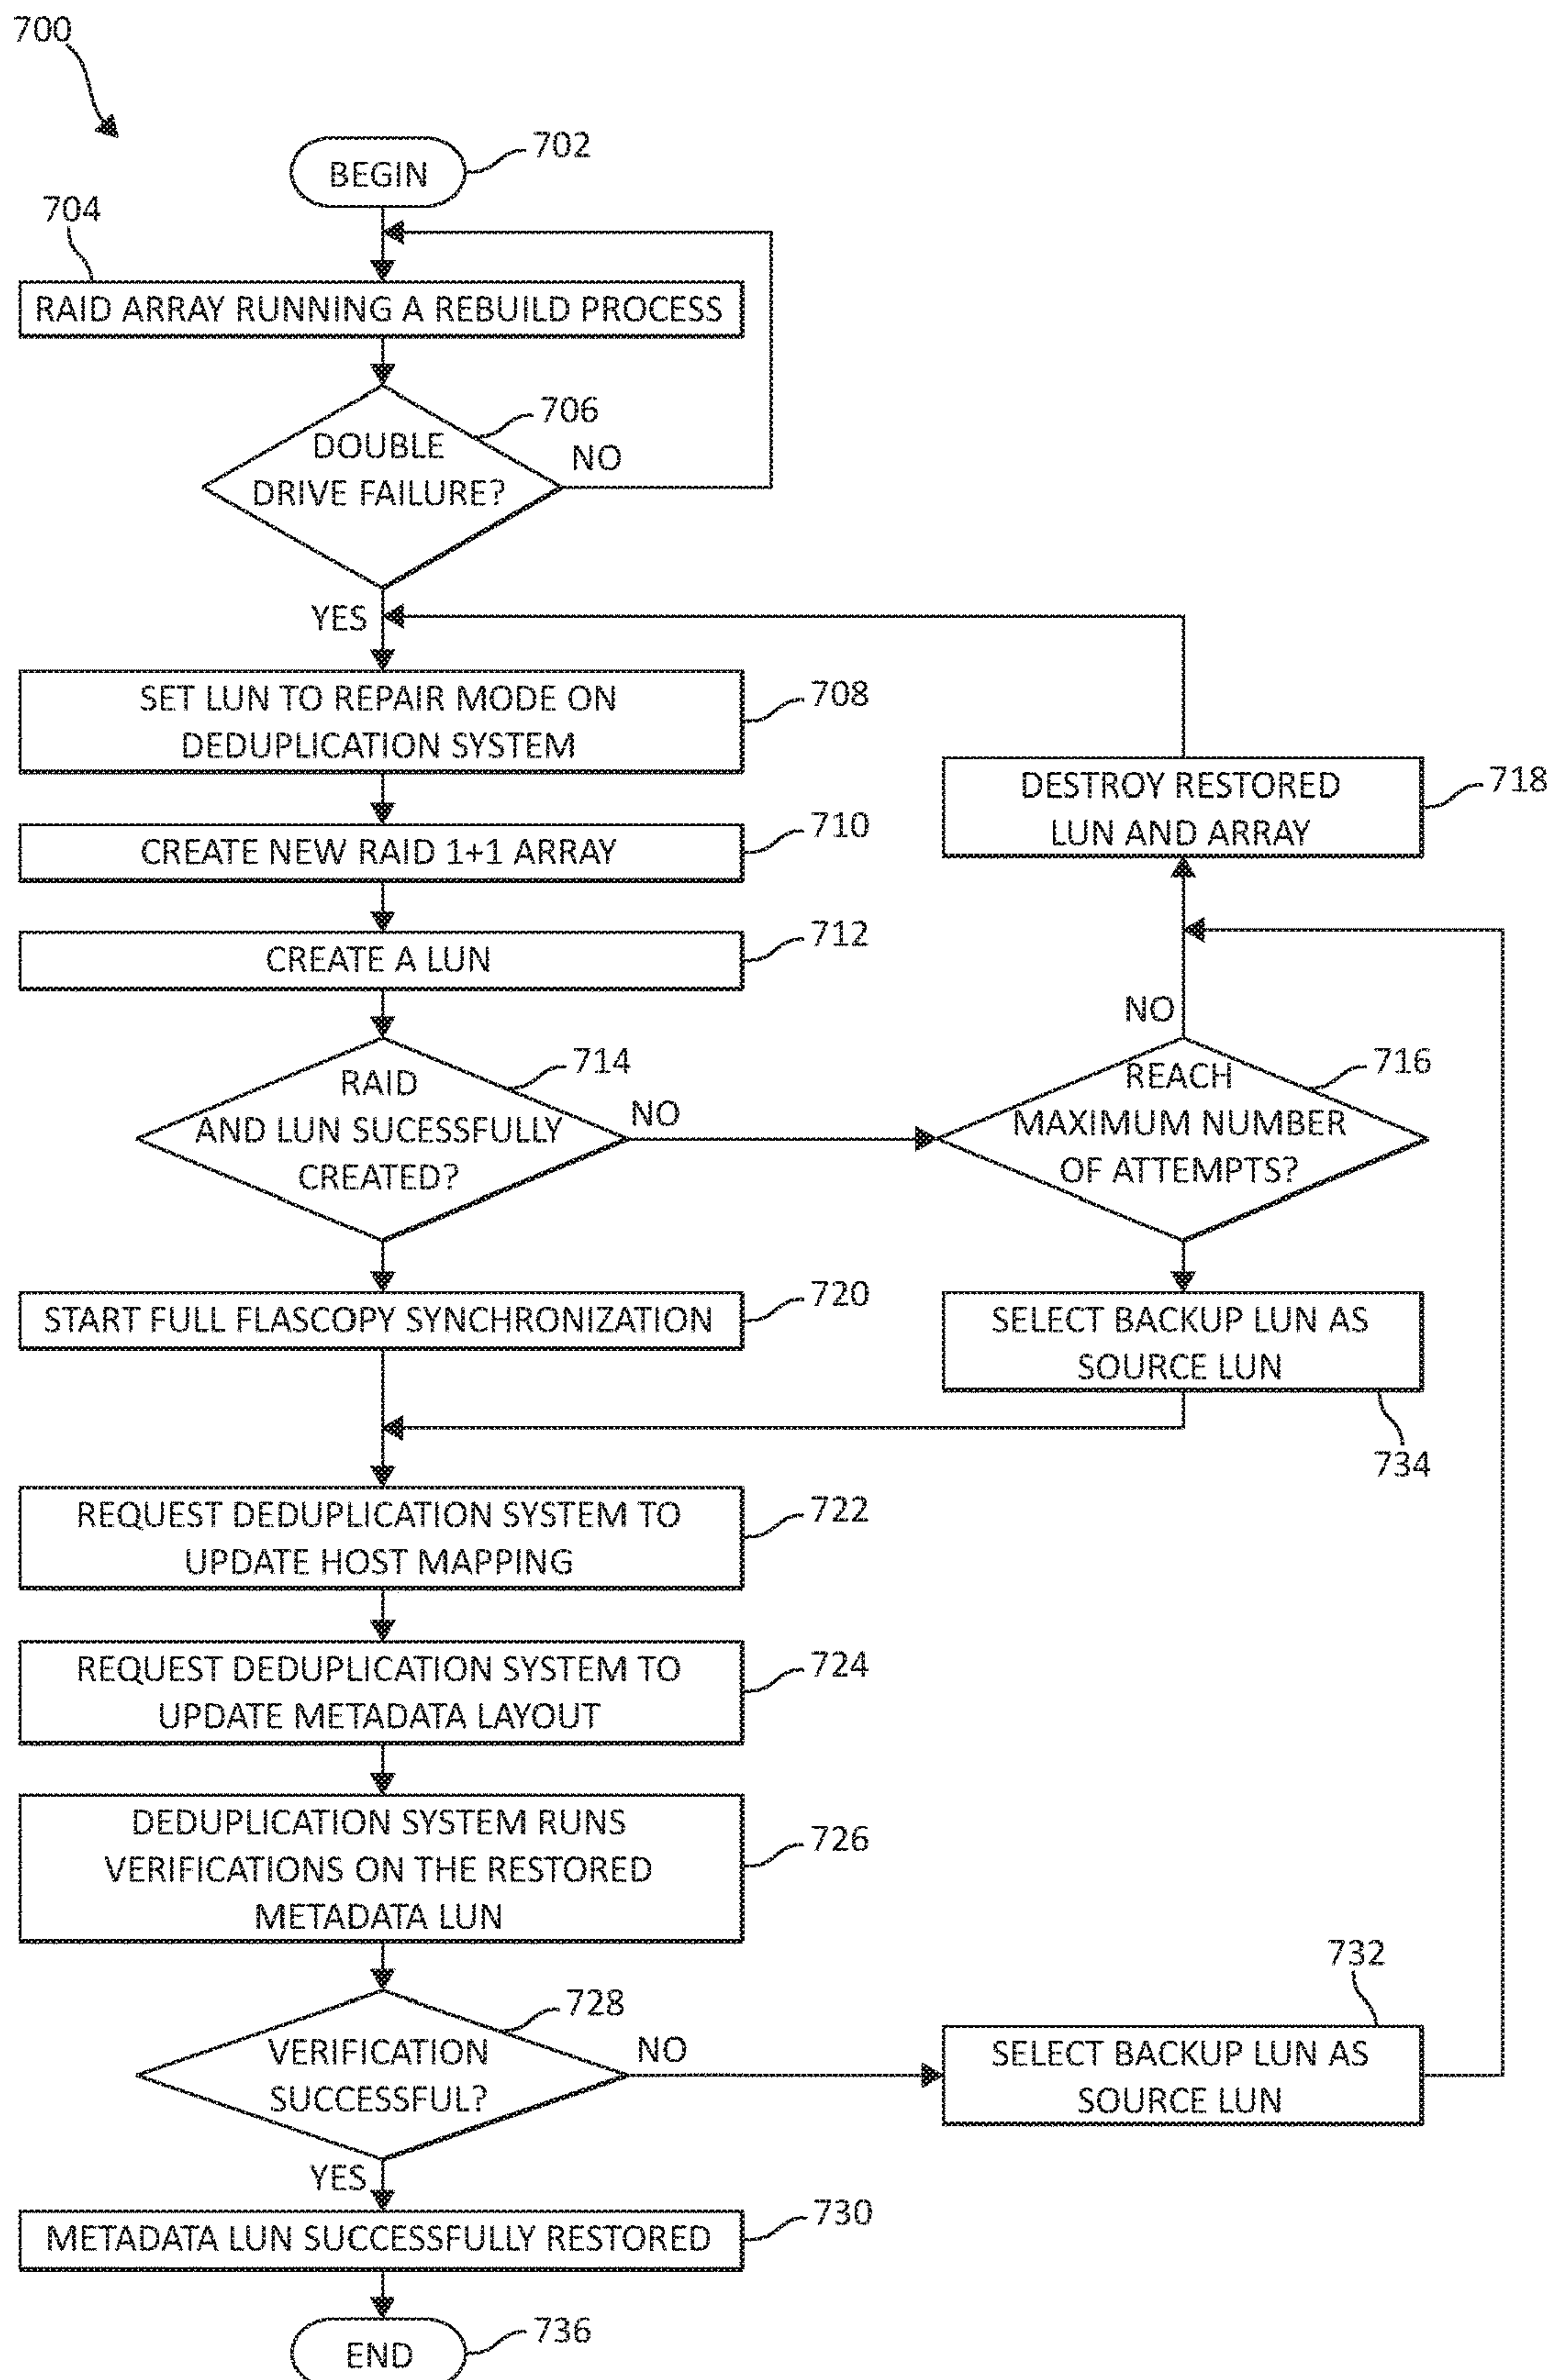 700
BEGIN
702
704
RAID ARRAY RUNNING A REBUILD PROCESS
706
DOUBLE
DRIVE FAILURE?
NO
YES
SET LUN TO REPAIR MODE ON
DEDUPLICATION SYSTEM
708
CREATE NEW RAID 1+1 ARRAY
710
CREATE A LUN
712
RAID
AND LUN SUCESSFULLY
CREATED?
714
NO
REACH
MAXIMUM NUMBER
OF ATTEMPTS?
716
NO
DESTROY RESTORED
LUN AND ARRAY
718
START FULL FLASCOPY SYNCHRONIZATION
720
SELECT BACKUP LUN AS
SOURCE LUN
734
REQUEST DEDUPLICATION SYSTEM TO
UPDATE HOST MAPPING
722
REQUEST DEDUPLICATION SYSTEM TO
UPDATE METADATA LAYOUT
724
DEDUPLICATION SYSTEM RUNS
VERIFICATIONS ON THE RESTORED
METADATA LUN
726
VERIFICATION
SUCCESSFUL?
728
NO
732
SELECT BACKUP LUN AS
SOURCE LUN
YES
METADATA LUN SUCCESSFULLY RESTORED
730
END
736